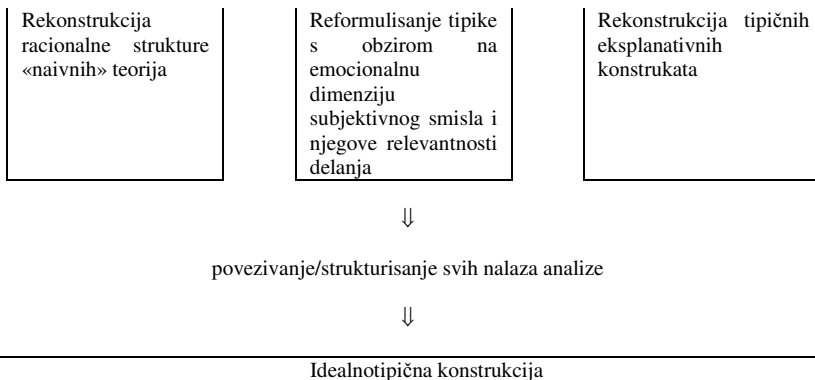 Rekonstrukcija
racionalne strukture
«naivnih» teorija
Reformulisanje tipike
s obzirom na
emocionalnu
dimenziju
subjektivnog smisla i
njegove relevantnosti
delanja
Rekonstrukcija tipičnih
eksplanativnih
konstrukata
⇓
povezivanje/strukturisanje svih nalaza analize
⇓
Idealnotipična konstrukcija